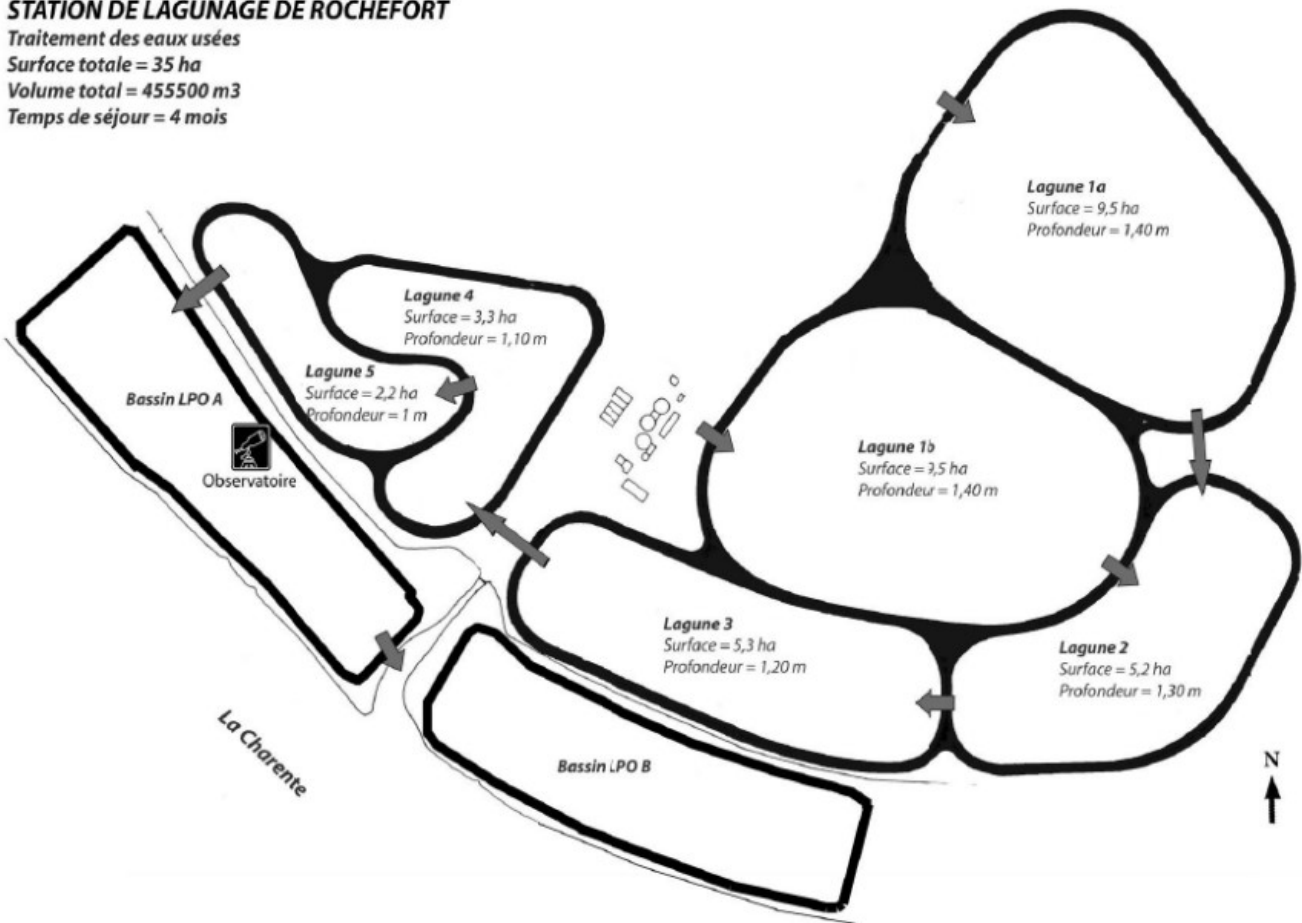 STATION DE LAGUNAGE DE ROCHEFORT
Traitement des eaux usées
Surface totale = 35 ha
Volume total = 455500 m3
Temps de séjour = 4 mois
Lagune 1a
Surface = 9,5 ha
Profondeur = 1,40 m
Lagune 4
Surface = 3,3 ha
Profondeur = 1,10 m
Lagune 5
Surface = 2,2 ha
Profondeur = 1 m
Bassin LPO A
Observatoire
Lagune 1b
Surface = 9,5 ha
Profondeur = 1,40 m
Lagune 3
Surface = 5,3 ha
Profondeur = 1,20 m
Lagune 2
Surface = 5,2 ha
Profondeur = 1,30 m
La Charente
Bassin LPO B
N